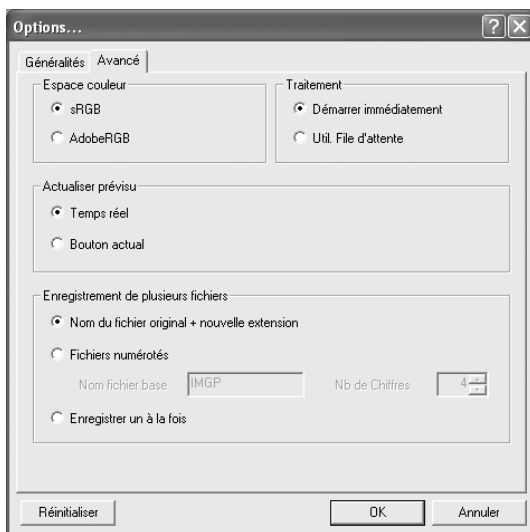 Options...
Généralités
Avancé
Espace couleur
sRGB
AdobeRGB
Traitement
Démarrer immédiatement
Util. File d'attente
Actualiser prévisu
Temps réel
Bouton actual
Enregistrement de plusieurs fichiers
Nom du fichier original + nouvelle extension
Fichiers numérotés
Nom fichier base IMGP Nb de Chiffres 4
Enregistrer un à la fois
Réinitialiser OK Annuler